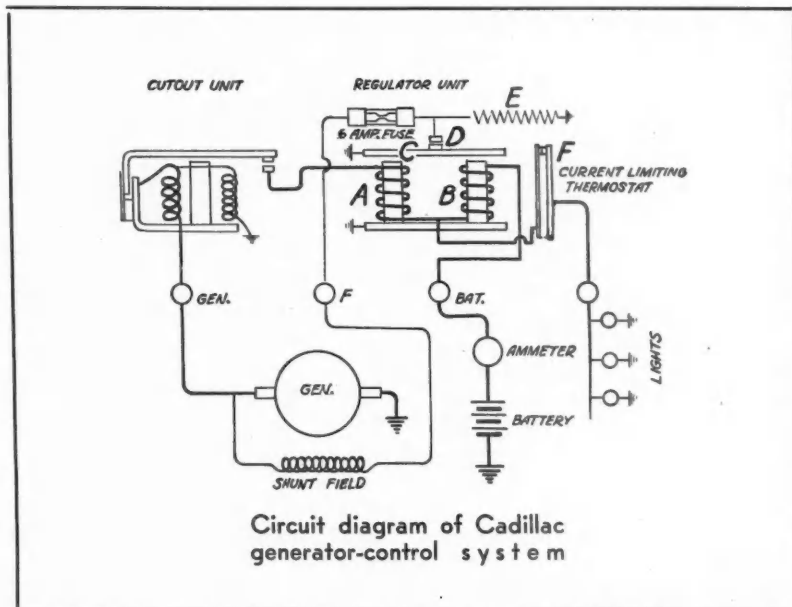 CUTOUT UNIT
REGULATOR UNIT
6 AMP. FUSE
E
D
C
F
CURRENT LIMITING
THERMOSTAT
A
B
GEN.
F
BAT.
AMMETER
LIGHTS
GEN.
BATTERY
SHUNT FIELD
Circuit diagram of Cadillac
generator-control system